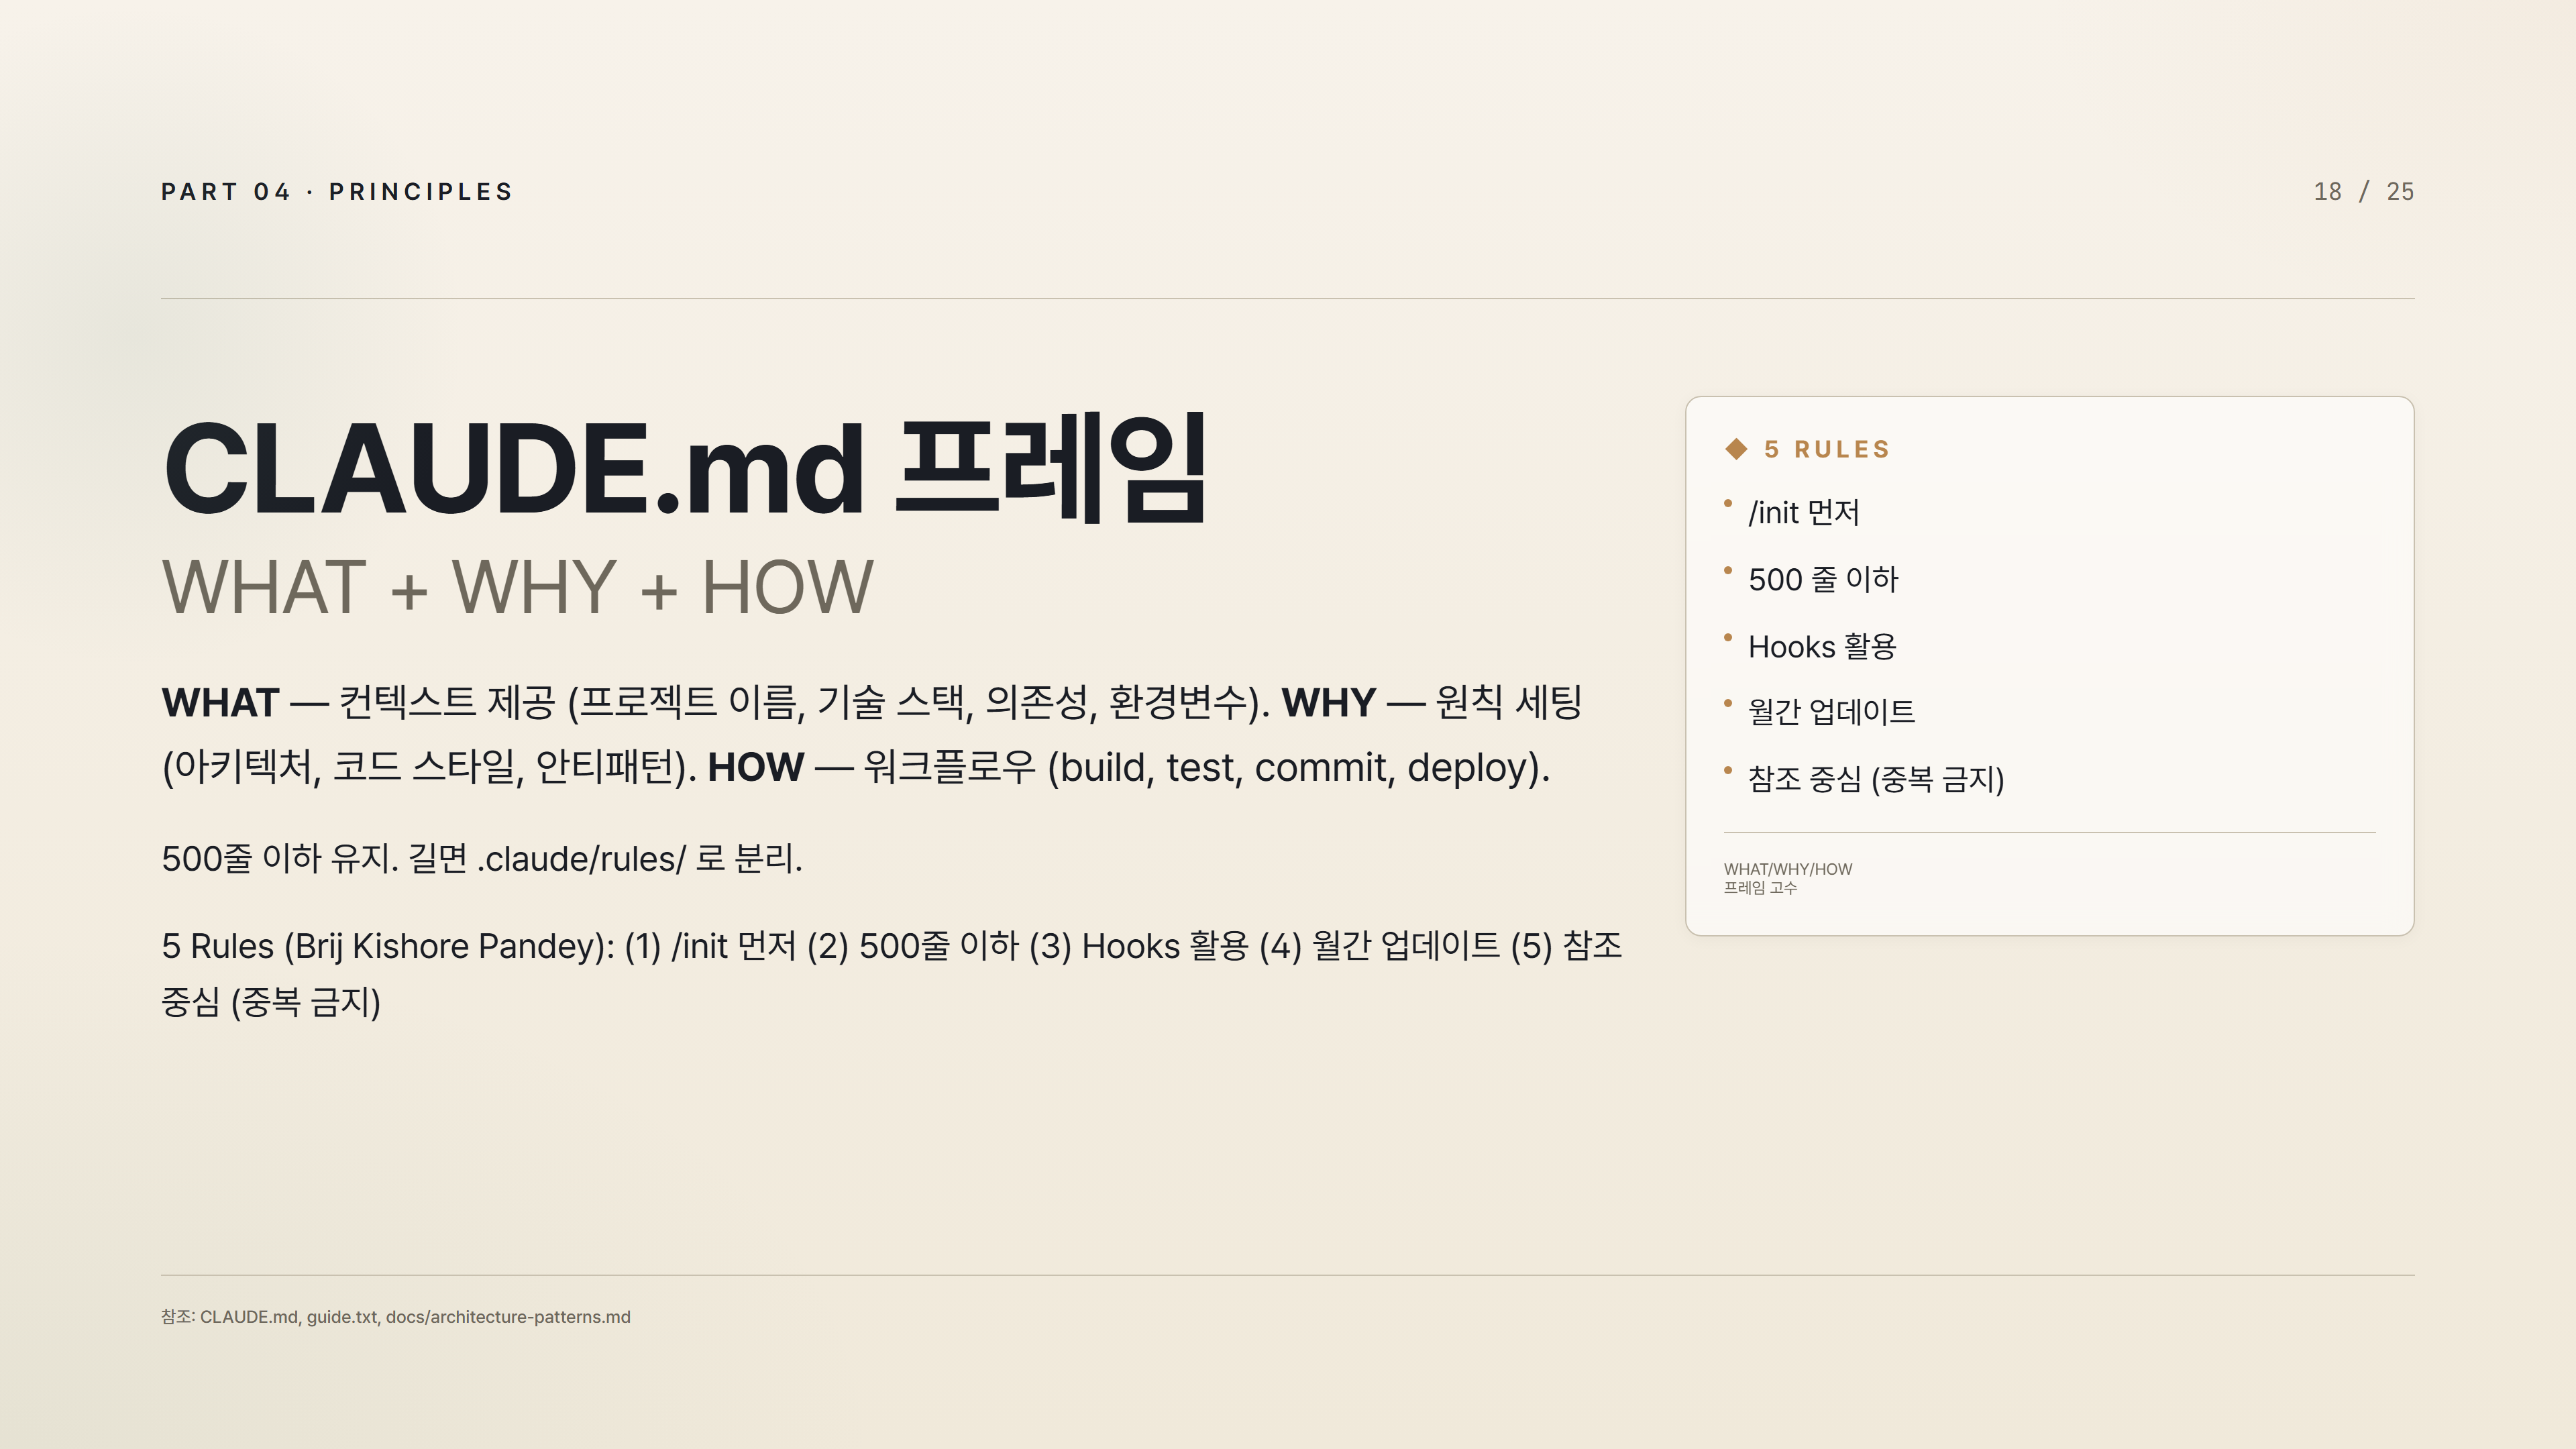 PART 04 · PRINCIPLES
18 / 25
CLAUDE.md 프레임
WHAT + WHY + HOW
WHAT — 컨텍스트 제공 (프로젝트 이름, 기술 스택, 의존성, 환경변수). WHY — 원칙 세팅
(아키텍처, 코드 스타일, 안티패턴). HOW — 워크플로우 (build, test, commit, deploy).
500줄 이하 유지. 길면 .claude/rules/ 로 분리.
5 Rules (Brij Kishore Pandey): (1) /init 먼저 (2) 500줄 이하 (3) Hooks 활용 (4) 월간 업데이트 (5) 참조
중심 (중복 금지)
◆ 5 RULES
• /init 먼저
• 500 줄 이하
• Hooks 활용
• 월간 업데이트
• 참조 중심 (중복 금지)
WHAT/WHY/HOW
프레임 고수
참조: CLAUDE.md, guide.txt, docs/architecture-patterns.md